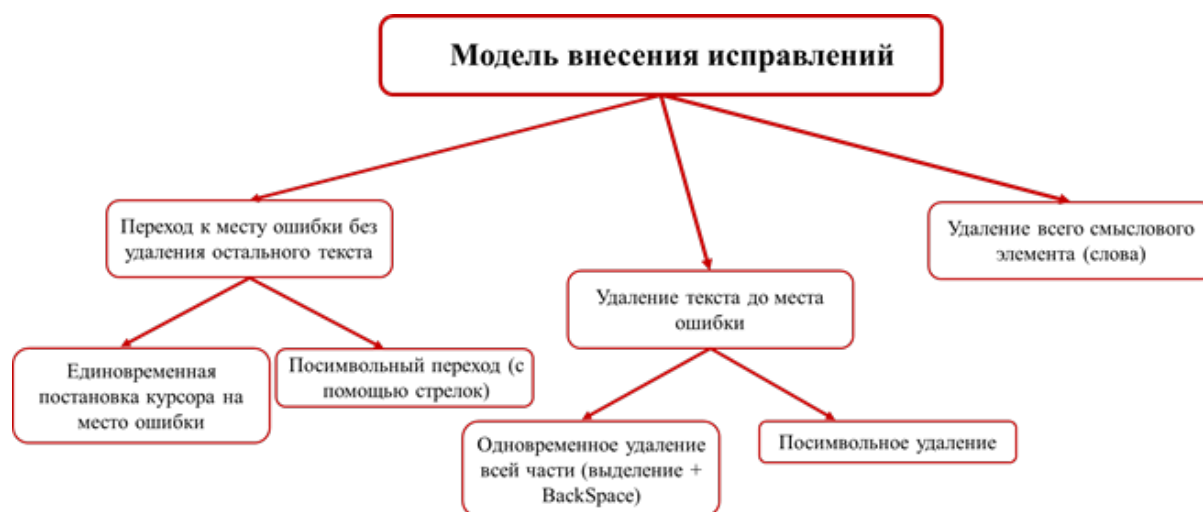 Модель внесения исправлений
Переход к месту ошибки без
удаления остального текста
Удаление всего смыслового
элемента (слова)
Удаление текста до места
ошибки
Единовременная
постановка курсора на
место ошибки
Посимвольный переход (с
помощью стрелок)
Одновременное удаление
всей части (выделение +
BackSpace)
Посимвольное удаление